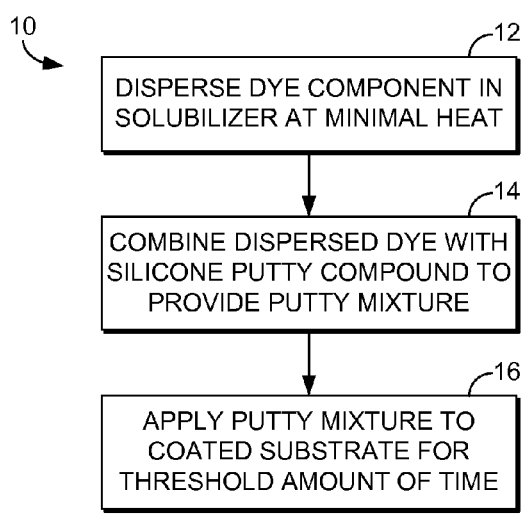 10
12
DISPERSE DYE COMPONENT IN
SOLUBILIZER AT MINIMAL HEAT
14
COMBINE DISPERSED DYE WITH
SILICONE PUTTY COMPOUND TO
PROVIDE PUTTY MIXTURE
16
APPLY PUTTY MIXTURE TO
COATED SUBSTRATE FOR
THRESHOLD AMOUNT OF TIME